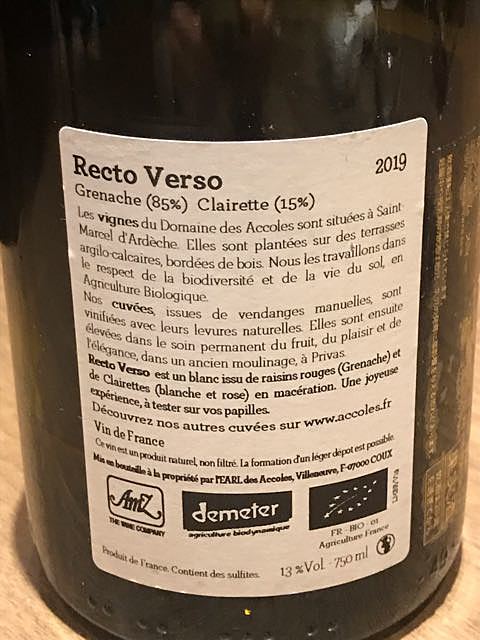 Recto Verso
2019
Grenache (85%) Clairette (15%)
Les vignes du Domaine des Accoles sont situées à Saint-
Marcel d'Ardèche. Elles sont plantées sur des terrasses
argilo-calcaires, bordées de bois. Nous les travaillons dans
le respect de la biodiversité et de la vie du sol, en
Agriculture Biologique.
Nos cuvées, issues de vendanges manuelles, sont
vinifiées avec leurs levures naturelles. Elles sont ensuite
élevées dans le soin permanent du fruit, du plaisir et de
l'élégance, dans un ancien moulinage, à Privas.
Recto Verso est un blanc issu de raisins rouges (Grenache) et
de Clairettes (blanche et rose) en macération. Une joyeuse
expérience, à tester sur vos papilles.
Découvrez nos autres cuvées sur www.accoles.fr
Vin de France
Ce vin est un produit naturel, non filtré. La formation d'un léger dépot est possible.
Mis en bouteille à la propriété par l'EARL des Accoles, Villeneuve, F-07000 COUX
AmZ
THE WINE COMPANY
demeter
agriculture biodynamique
FR - BIO - 01
Agriculture France
Produit de France. Contient des sulfites.
13 %Vol. - 750 ml